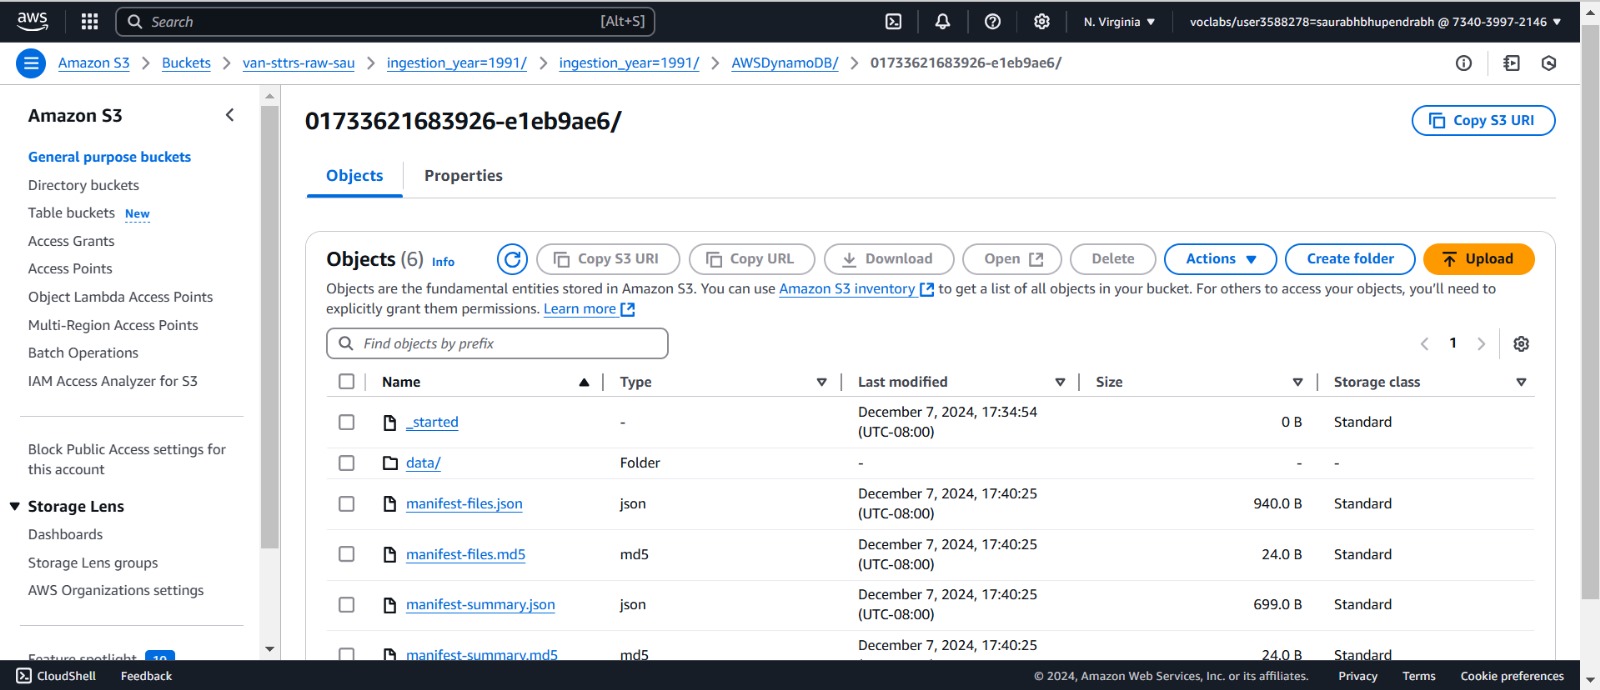 aws
Search [Alt+S]
N. Virginia ▼
voclabs/user3588278=saurabhbhupendrabh @ 7340-3997-2146 ▼
Amazon S3 > Buckets > van-sttrs-raw-sau > ingestion_year=1991/ > ingestion_year=1991/ > AWSDynamoDB/ > 01733621683926-e1eb9ae6/
Amazon S3
General purpose buckets
Directory buckets
Table buckets New
Access Grants
Access Points
Object Lambda Access Points
Multi-Region Access Points
Batch Operations
IAM Access Analyzer for S3
Block Public Access settings for
this account
Storage Lens
Dashboards
Storage Lens groups
AWS Organizations settings
Feature spotlight 10
01733621683926-e1eb9ae6/
Copy S3 URI
Objects Properties
Objects (6) Info
Copy S3 URI Copy URL Download Open Delete Actions ▼ Create folder Upload
Objects are the fundamental entities stored in Amazon S3. You can use Amazon S3 inventory to get a list of all objects in your bucket. For others to access your objects, you'll need to
explicitly grant them permissions. Learn more
Find objects by prefix
1
Name Type Last modified Size Storage class
_started - December 7, 2024, 17:34:54 (UTC-08:00) 0 B Standard
data/ Folder - - -
manifest-files.json json December 7, 2024, 17:40:25 (UTC-08:00) 940.0 B Standard
manifest-files.md5 md5 December 7, 2024, 17:40:25 (UTC-08:00) 24.0 B Standard
manifest-summary.json json December 7, 2024, 17:40:25 (UTC-08:00) 699.0 B Standard
manifest-summary.md5 md5 December 7, 2024, 17:40:25 24.0 B Standard
CloudShell Feedback
© 2024, Amazon Web Services, Inc. or its affiliates. Privacy Terms Cookie preferences